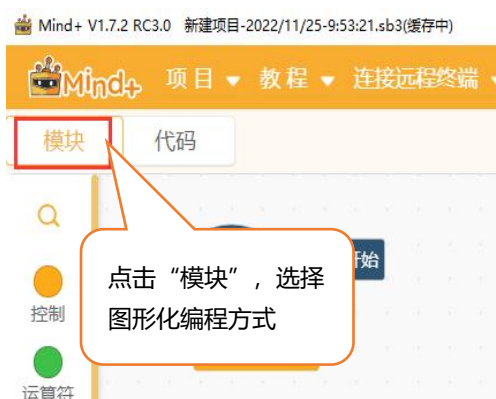 Mind+ V1.7.2 RC3.0 新建项目-2022/11/25-9:53:21.sb3(缓存中)
Mind+ 项目 教程 连接远程终端
模块 代码
点击“模块”，选择
图形化编程方式
开始
控制
运算符